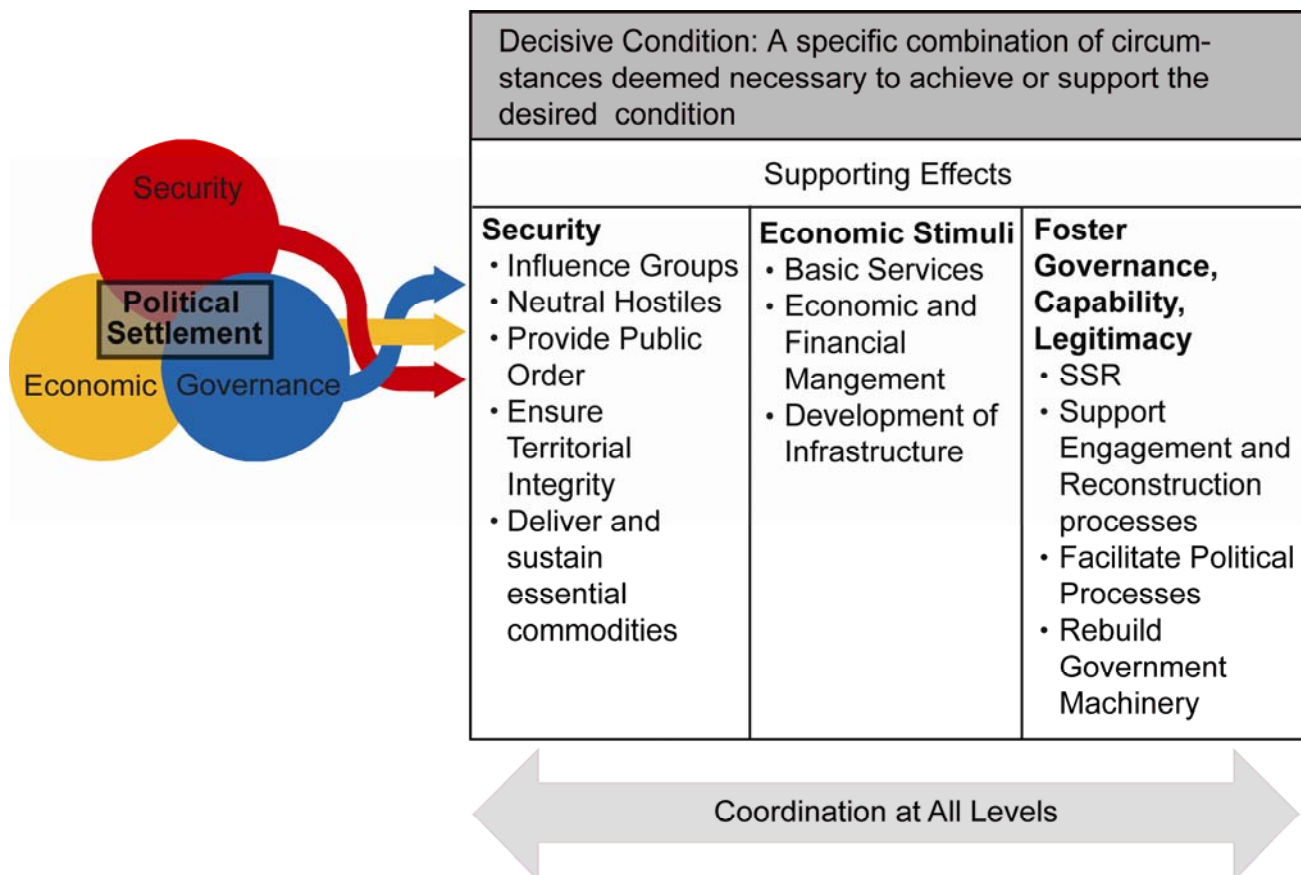 Decisive Condition: A specific combination of circum-
stances deemed necessary to achieve or support the
desired condition
Supporting Effects
Security
Political
Settlement
Economic
Governance
Security
• Influence Groups
• Neutral Hostiles
• Provide Public
Order
• Ensure
Territorial
Integrity
• Deliver and
sustain
essential
commodities
Economic Stimuli
• Basic Services
• Economic and
Financial
Mangement
• Development of
Infrastructure
Foster
Governance,
Capability,
Legitimacy
• SSR
• Support
Engagement and
Reconstruction
processes
• Facilitate Political
Processes
• Rebuild
Government
Machinery
Coordination at All Levels